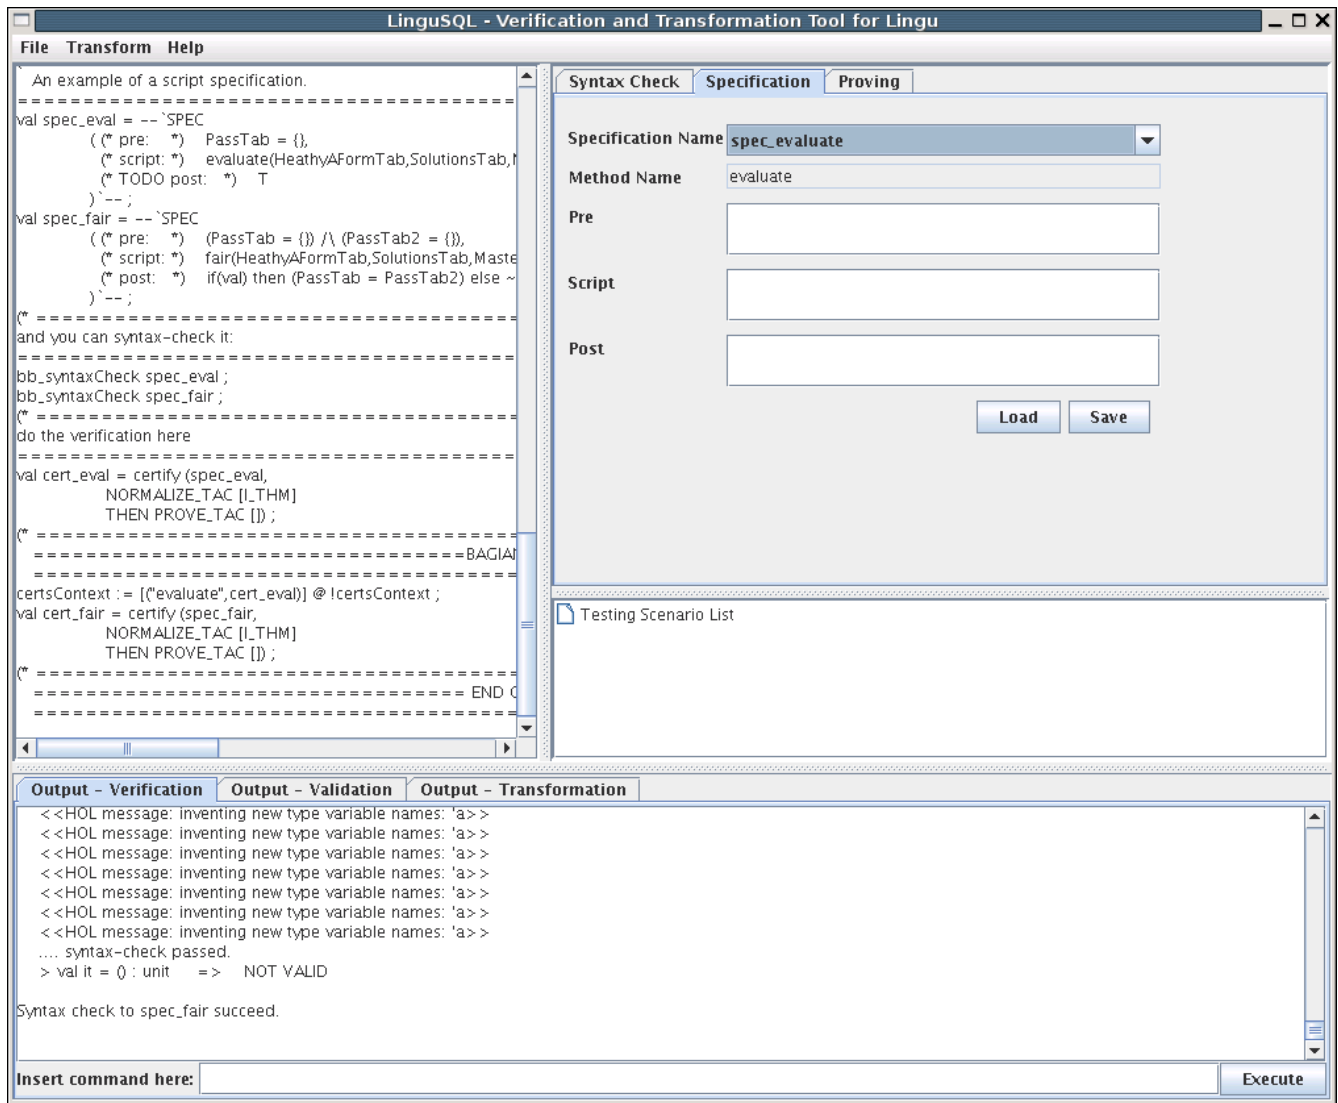 LinguSQL - Verification and Transformation Tool for Lingu
File Transform Help
An example of a script specification.
=====================================
val spec_eval = --`SPEC
( (* pre: *) PassTab = {},
(* script: *) evaluate(HeathyAFormTab,SolutionsTab,
(* TODO post: *) T
)`-- ;
val spec_fair = --`SPEC
( (* pre: *) (PassTab = {}) /\ (PassTab2 = {}),
(* script: *) fair(HeathyAFormTab,SolutionsTab,Maste
(* post: *) if(val) then (PassTab = PassTab2) else ~
)`-- ;
(* ====================================
and you can syntax-check it:
=====================================
bb_syntaxCheck spec_eval ;
bb_syntaxCheck spec_fair ;
(* ====================================
do the verification here
=====================================
val cert_eval = certify (spec_eval,
NORMALIZE_TAC [I_THM]
THEN PROVE_TAC []) ;
(* ====================================
=================================BAGIAN
=====================================
certsContext := [("evaluate",cert_eval)] @ !certsContext ;
val cert_fair = certify (spec_fair,
NORMALIZE_TAC [I_THM]
THEN PROVE_TAC []) ;
(* ====================================
================================= END
=====================================
Syntax Check Specification Proving
Specification Name spec_evaluate
Method Name evaluate
Pre
Script
Post
Load Save
Testing Scenario List
Output - Verification Output - Validation Output - Transformation
<<HOL message: inventing new type variable names: 'a>>
<<HOL message: inventing new type variable names: 'a>>
<<HOL message: inventing new type variable names: 'a>>
<<HOL message: inventing new type variable names: 'a>>
<<HOL message: inventing new type variable names: 'a>>
<<HOL message: inventing new type variable names: 'a>>
<<HOL message: inventing new type variable names: 'a>>
.... syntax-check passed.
> val it = () : unit => NOT VALID
Syntax check to spec_fair succeed.
Insert command here: Execute